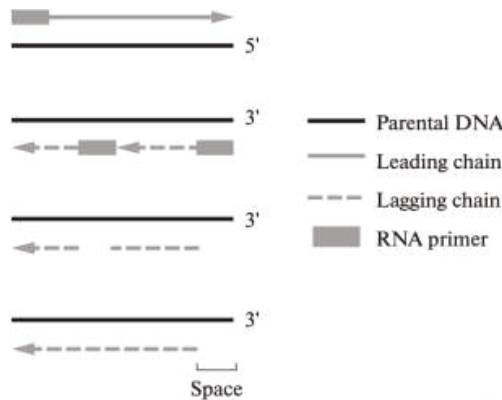 5'
3'
Parental DNA
Leading chain
3'
Lagging chain
RNA primer
3'
Space